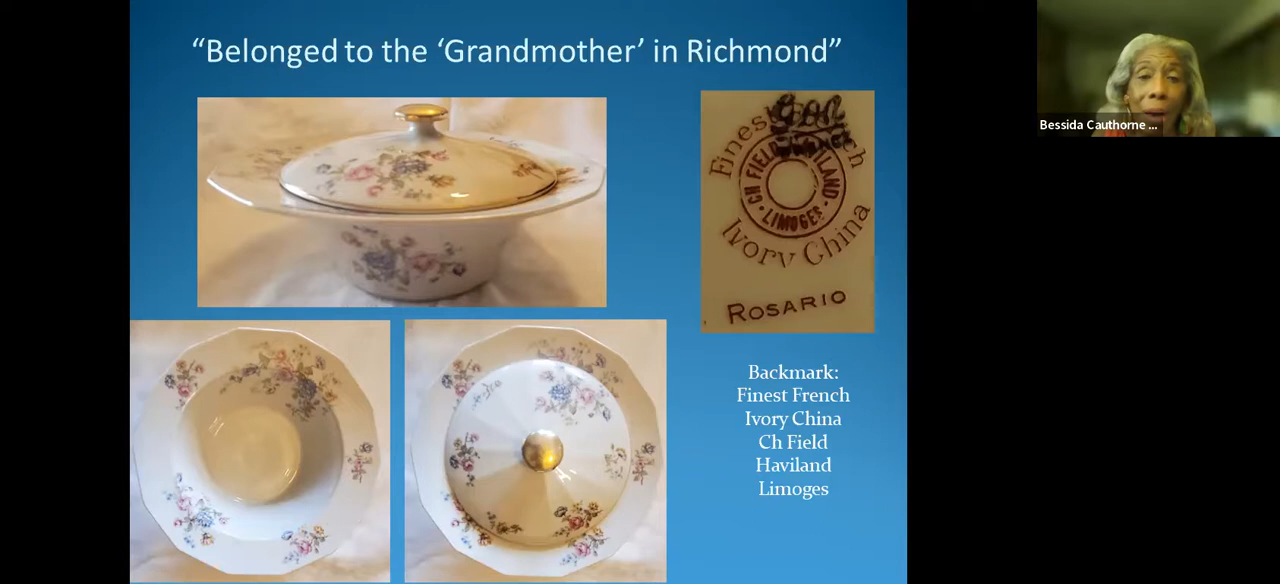 “Belonged to the ‘Grandmother’ in Richmond”
Finest
CH FIELD HAVILAND
LIMOGES
Ivory China
ROSARIO
Backmark:
Finest French
Ivory China
Ch Field
Haviland
Limoges
Bessida Cauthorne ...